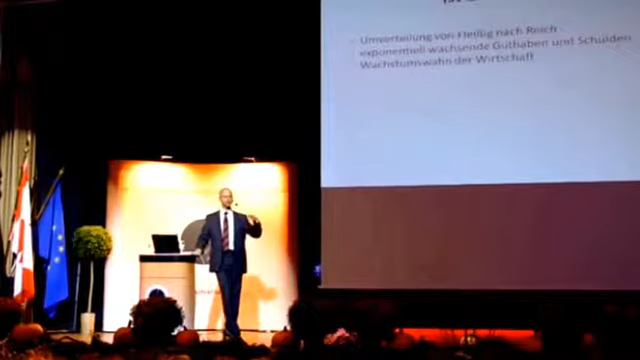 Umverteilung von Fleißig nach Reich
exponentiell wachsende Guthaben und Schulden
Wachstumswahn der Wirtschaft